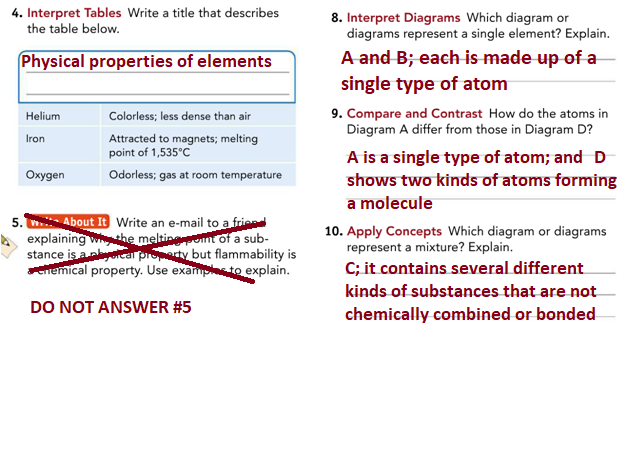 4. Interpret Tables Write a title that describes
the table below.
Physical properties of elements
Helium Colorless; less dense than air
Iron Attracted to magnets; melting
point of 1,535°C
Oxygen Odorless; gas at room temperature
5. Write About It Write an e-mail to a friend
explaining why the melting point of a sub-
stance is a physical property but flammability is
a chemical property. Use examples to explain.
DO NOT ANSWER #5
8. Interpret Diagrams Which diagram or
diagrams represent a single element? Explain.
A and B; each is made up of a
single type of atom
9. Compare and Contrast How do the atoms in
Diagram A differ from those in Diagram D?
A is a single type of atom; and D
shows two kinds of atoms forming
a molecule
10. Apply Concepts Which diagram or diagrams
represent a mixture? Explain.
C; it contains several different
kinds of substances that are not
chemically combined or bonded